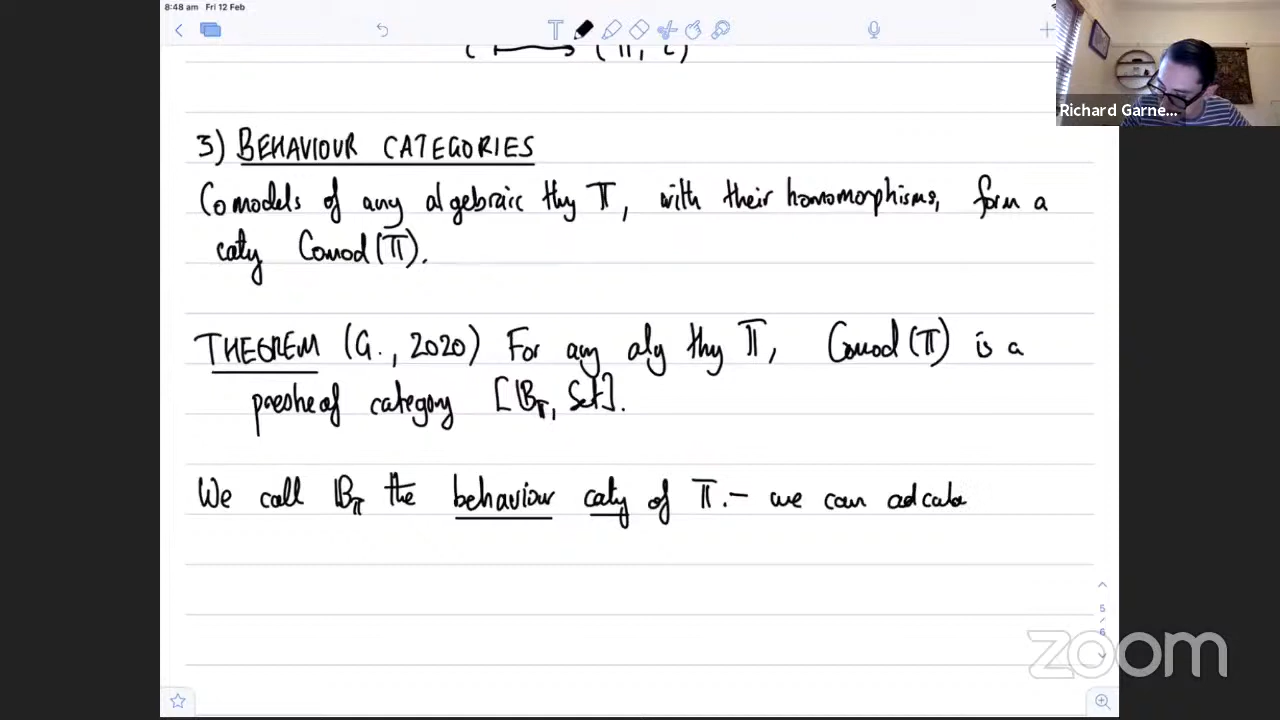 8:48 am Fri 12 Feb
( ⟼ (𝕋, )
Richard Garne...
3) BEHAVIOUR CATEGORIES
Comodels of any algebraic thy 𝕋, with their homomorphisms, form a
caty Comod(𝕋).
THEOREM (G., 2020) For any alg thy 𝕋, Comod(𝕋) is a
presheaf category [𝔹_𝕋, Set].
We call 𝔹_𝕋 the behaviour caty of 𝕋. – we can
5
/
6
zoom